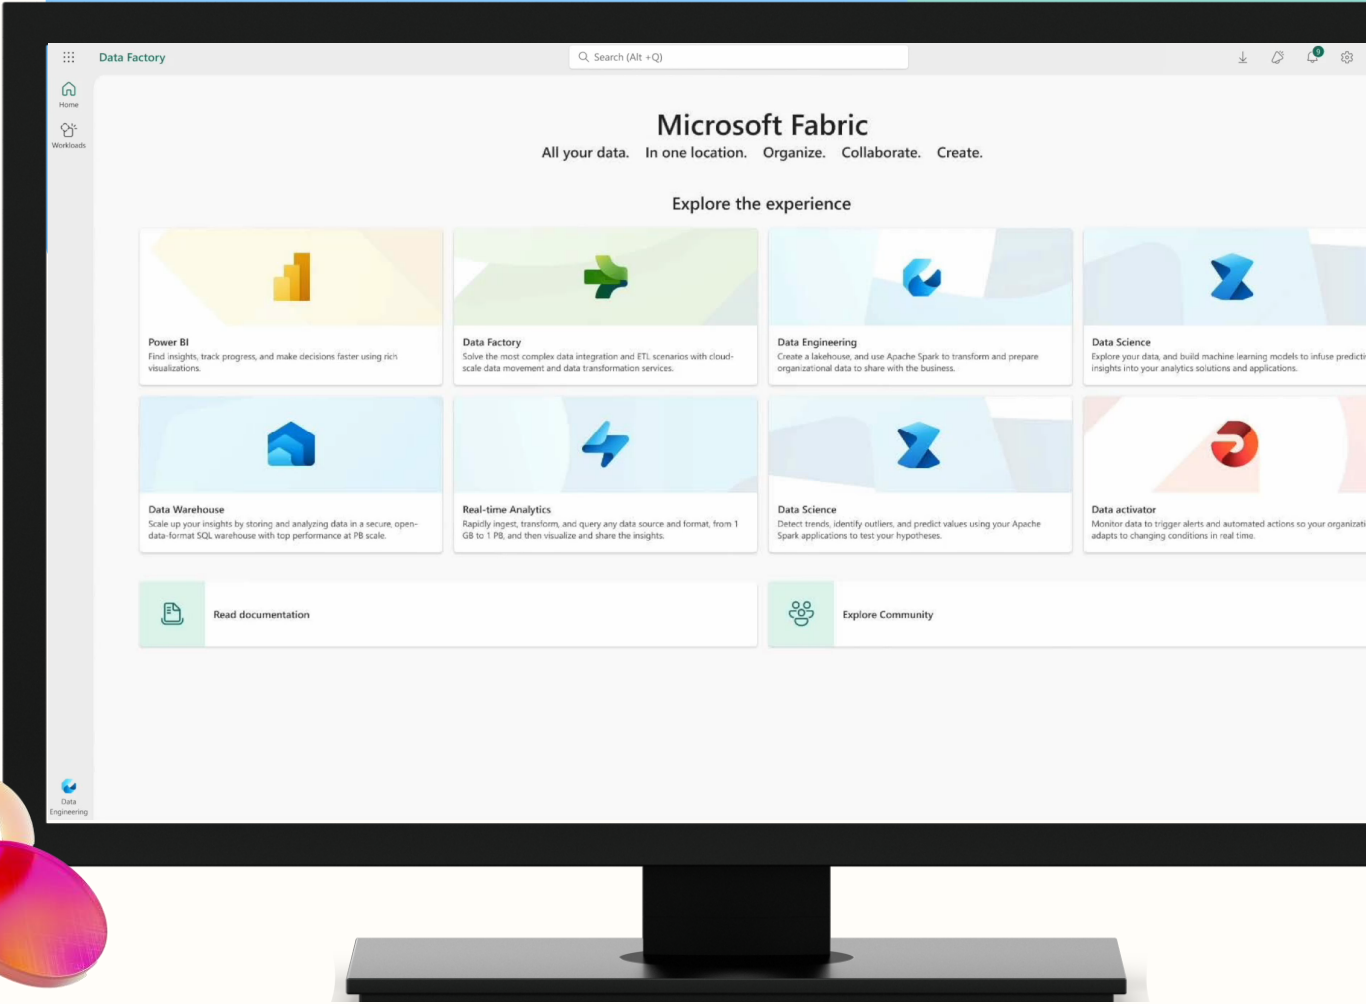 Data Factory
Search (Alt +Q)
9
Home
Workloads
Microsoft Fabric
All your data. In one location. Organize. Collaborate. Create.
Explore the experience
Power BI
Find insights, track progress, and make decisions faster using rich
visualizations.
Data Factory
Solve the most complex data integration and ETL scenarios with cloud-
scale data movement and data transformation services.
Data Engineering
Create a lakehouse, and use Apache Spark to transform and prepare
organizational data to share with the business.
Data Science
Explore your data, and build machine learning models to infuse predicti
insights into your analytics solutions and applications.
Data Warehouse
Scale up your insights by storing and analyzing data in a secure, open-
data-format SQL warehouse with top performance at PB scale.
Real-time Analytics
Rapidly ingest, transform, and query any data source and format, from 1
GB to 1 PB, and then visualize and share the insights.
Data Science
Detect trends, identify outliers, and predict values using your Apache
Spark applications to test your hypotheses.
Data activator
Monitor data to trigger alerts and automated actions so your organizati
adapts to changing conditions in real time.
Read documentation
Explore Community
Data
Engineering